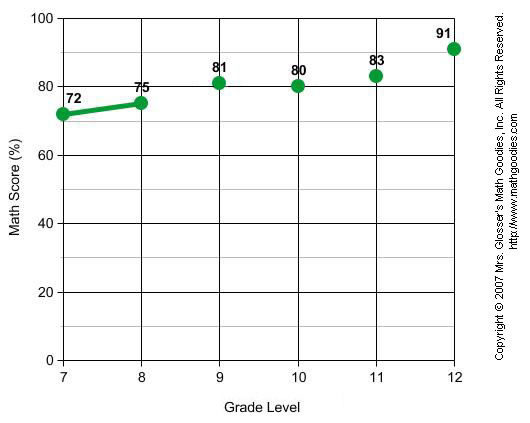 100
80
60
40
20
0
72
75
81
80
83
91
7 8 9 10 11 12
Math Score (%)
Grade Level
Copyright © 2007 Mrs. Glosser's Math Goodies, Inc. All Rights Reserved.
http://www.mathgoodies.com